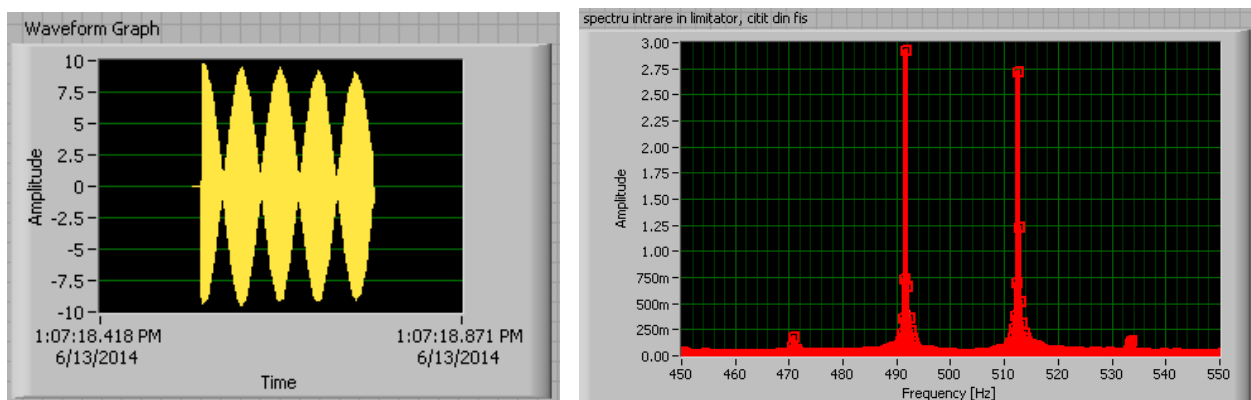 Waveform Graph
Amplitude
10
7.5
5
2.5
0
-2.5
-5
-7.5
-10
1:07:18.418 PM
6/13/2014
1:07:18.871 PM
6/13/2014
Time
spectru intrare in limitator, citit din fis
Amplitude
3.00
2.75
2.50
2.25
2.00
1.75
1.50
1.25
1.00
750m
500m
250m
0.00
450 460 470 480 490 500 510 520 530 540 550
Frequency [Hz]